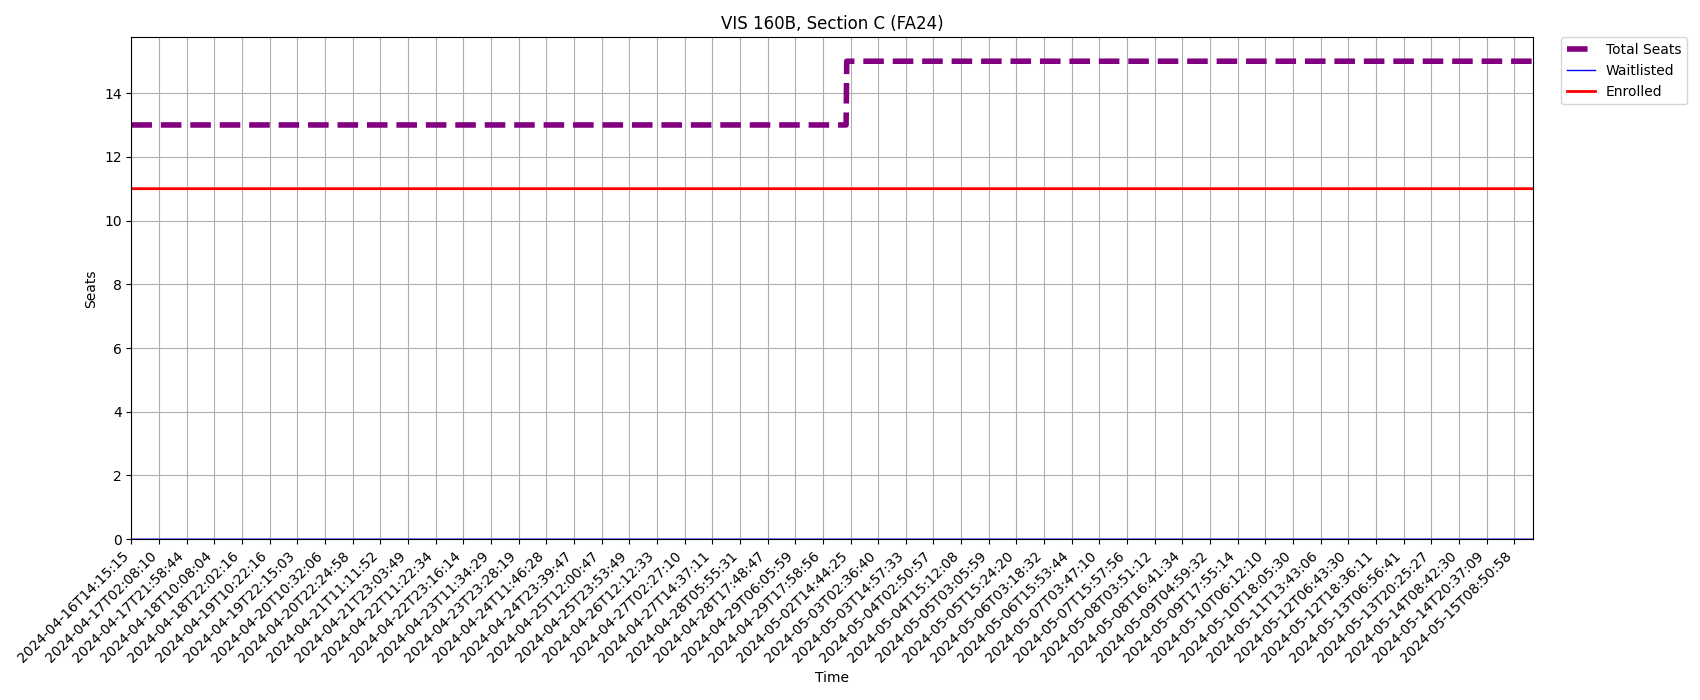 VIS 160B, Section C (FA24)
Total Seats
Waitlisted
Enrolled
14
12
10
8
6
4
2
0
Seats
2024-04-16T14:15:15
2024-04-17T02:08:10
2024-04-17T21:58:44
2024-04-18T10:08:04
2024-04-18T22:02:16
2024-04-19T10:22:16
2024-04-19T22:15:03
2024-04-20T10:32:06
2024-04-20T22:24:58
2024-04-21T11:11:52
2024-04-21T23:03:49
2024-04-22T11:22:34
2024-04-22T23:16:14
2024-04-23T11:34:29
2024-04-23T23:28:19
2024-04-24T11:46:28
2024-04-24T23:39:47
2024-04-25T12:00:47
2024-04-25T23:53:49
2024-04-26T12:12:33
2024-04-27T02:27:10
2024-04-27T14:37:11
2024-04-28T05:55:31
2024-04-28T17:48:47
2024-04-29T06:05:59
2024-04-29T17:58:56
2024-05-02T14:44:25
2024-05-03T02:36:40
2024-05-03T14:57:33
2024-05-04T02:50:57
2024-05-04T15:12:08
2024-05-05T03:05:59
2024-05-05T15:24:20
2024-05-06T03:18:32
2024-05-06T15:53:44
2024-05-07T03:47:10
2024-05-07T15:57:56
2024-05-08T03:51:12
2024-05-08T16:41:34
2024-05-09T04:59:32
2024-05-09T17:55:14
2024-05-10T06:12:10
2024-05-10T18:05:30
2024-05-11T13:43:06
2024-05-12T06:43:30
2024-05-12T18:36:11
2024-05-13T06:56:41
2024-05-13T20:25:27
2024-05-14T08:42:30
2024-05-14T20:37:09
2024-05-15T08:50:58
Time